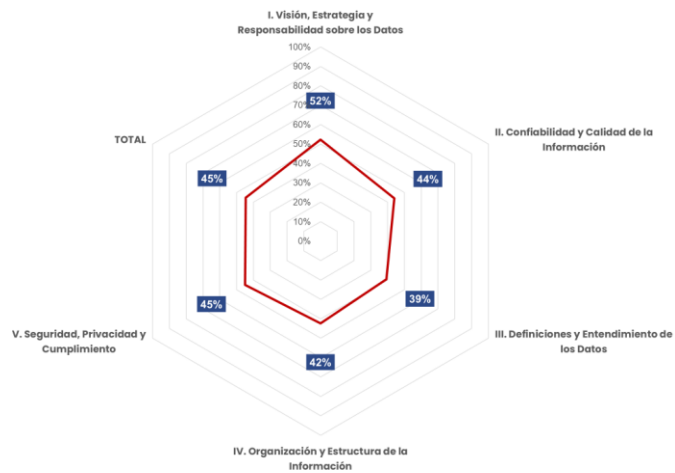 I. Visión, Estrategia y
Responsabilidad sobre los Datos
100%
90%
80%
70%
60%
50%
40%
30%
20%
10%
0%
52%
TOTAL
45%
44%
II. Confiabilidad y Calidad de la
Información
45%
39%
V. Seguridad, Privacidad y
Cumplimiento
III. Definiciones y Entendimiento de
los Datos
42%
IV. Organización y Estructura de la
Información